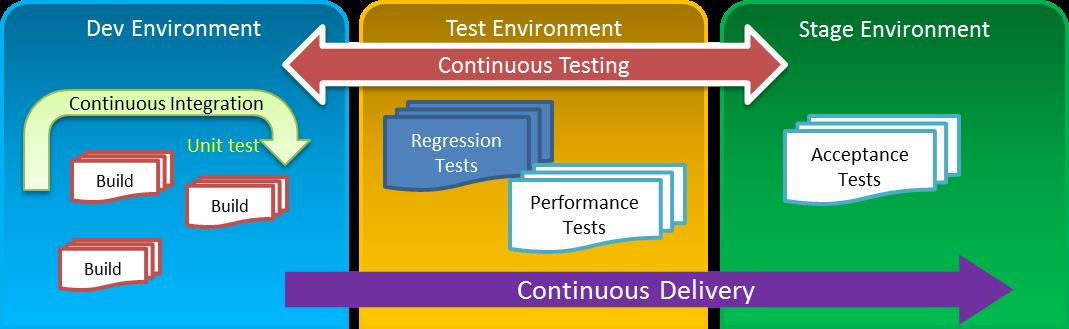 Dev Environment
Test Environment
Stage Environment
Continuous Testing
Continuous Integration
Unit test
Build
Build
Build
Regression
Tests
Performance
Tests
Acceptance
Tests
Continuous Delivery